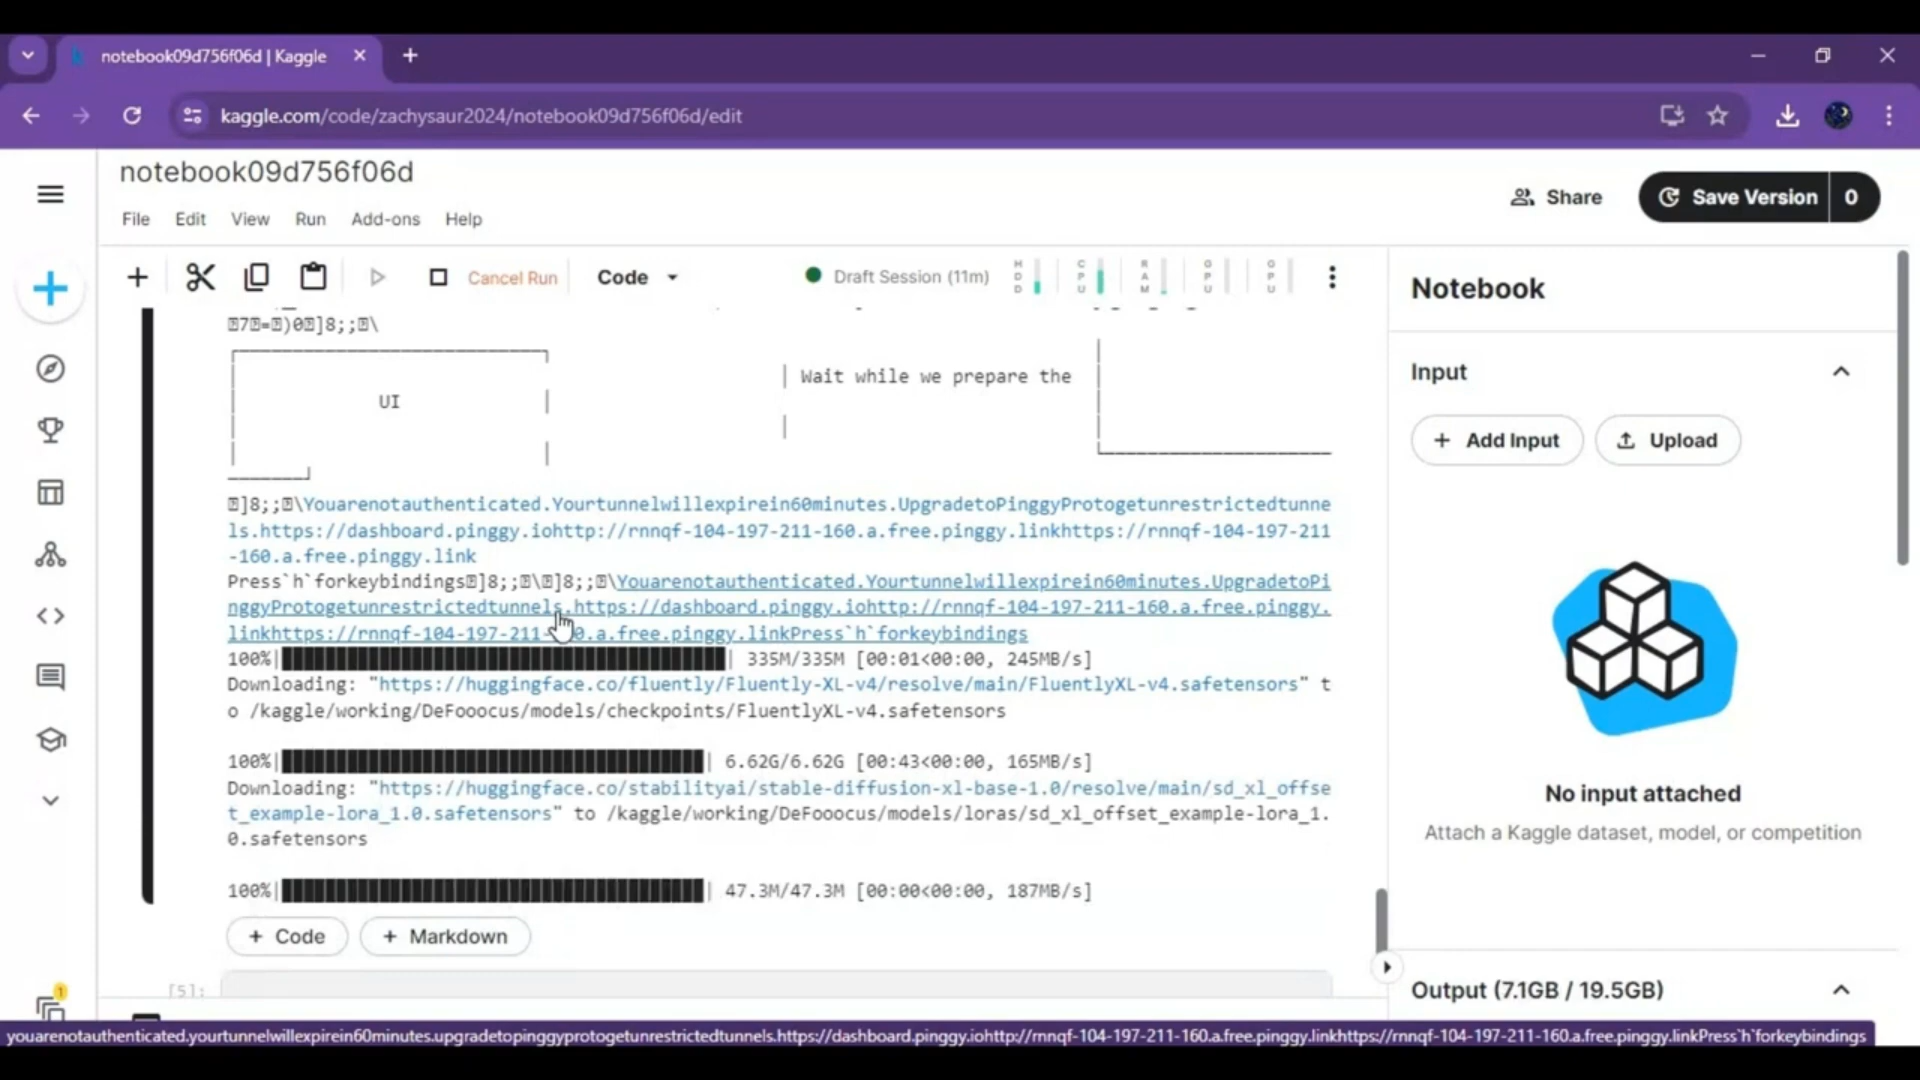 notebook09d756f06d | Kaggle
kaggle.com/code/zachysaur2024/notebook09d756f06d/edit
notebook09d756f06d
File Edit View Run Add-ons Help
Share
Save Version 0
Cancel Run
Code
Draft Session (11m)
HDD CPU RAM GPU GPU
7=)0]8;;\
Wait while we prepare the
UI
]8;;\Youarenotauthenticated.Yourtunnelwillexpirein60minutes.UpgradetoPinggyProtogetunrestrictedtunne
ls.https://dashboard.pinggy.iohttp://rnnqf-104-197-211-160.a.free.pinggy.linkhttps://rnnqf-104-197-211
-160.a.free.pinggy.link
Press`h`forkeybindings]8;;\]8;;\Youarenotauthenticated.Yourtunnelwillexpirein60minutes.UpgradetoPi
nggyProtogetunrestrictedtunnels.https://dashboard.pinggy.iohttp://rnnqf-104-197-211-160.a.free.pinggy.
linkhttps://rnnqf-104-197-211-160.a.free.pinggy.linkPress`h`forkeybindings
100%| | 335M/335M [00:01<00:00, 245MB/s]
Downloading: "https://huggingface.co/fluently/Fluently-XL-v4/resolve/main/FluentlyXL-v4.safetensors" t
o /kaggle/working/DeFooocus/models/checkpoints/FluentlyXL-v4.safetensors
100%| | 6.62G/6.62G [00:43<00:00, 165MB/s]
Downloading: "https://huggingface.co/stabilityai/stable-diffusion-xl-base-1.0/resolve/main/sd_xl_offse
t_example-lora_1.0.safetensors" to /kaggle/working/DeFooocus/models/loras/sd_xl_offset_example-lora_1.
0.safetensors
100%| | 47.3M/47.3M [00:00<00:00, 187MB/s]
+ Code
+ Markdown
[5]:
Notebook
Input
+ Add Input
Upload
No input attached
Attach a Kaggle dataset, model, or competition
Output (7.1GB / 19.5GB)
1
youarenotauthenticated.yourtunnelwillexpirein60minutes.upgradetopinggyprotogetunrestrictedtunnels.https://dashboard.pinggy.iohttp://rnnqf-104-197-211-160.a.free.pinggy.linkhttps://rnnqf-104-197-211-160.a.free.pinggy.linkPress`h`forkeybindings